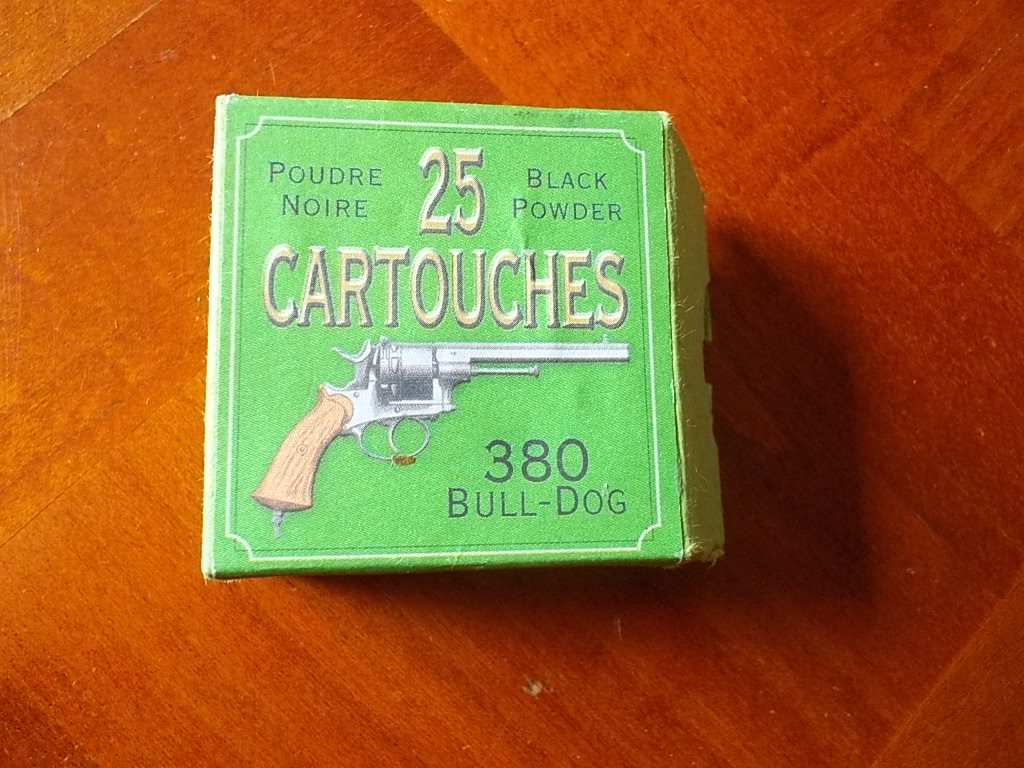 POUDRE NOIRE
25
BLACK POWDER
CARTOUCHES
380
BULL-DOG